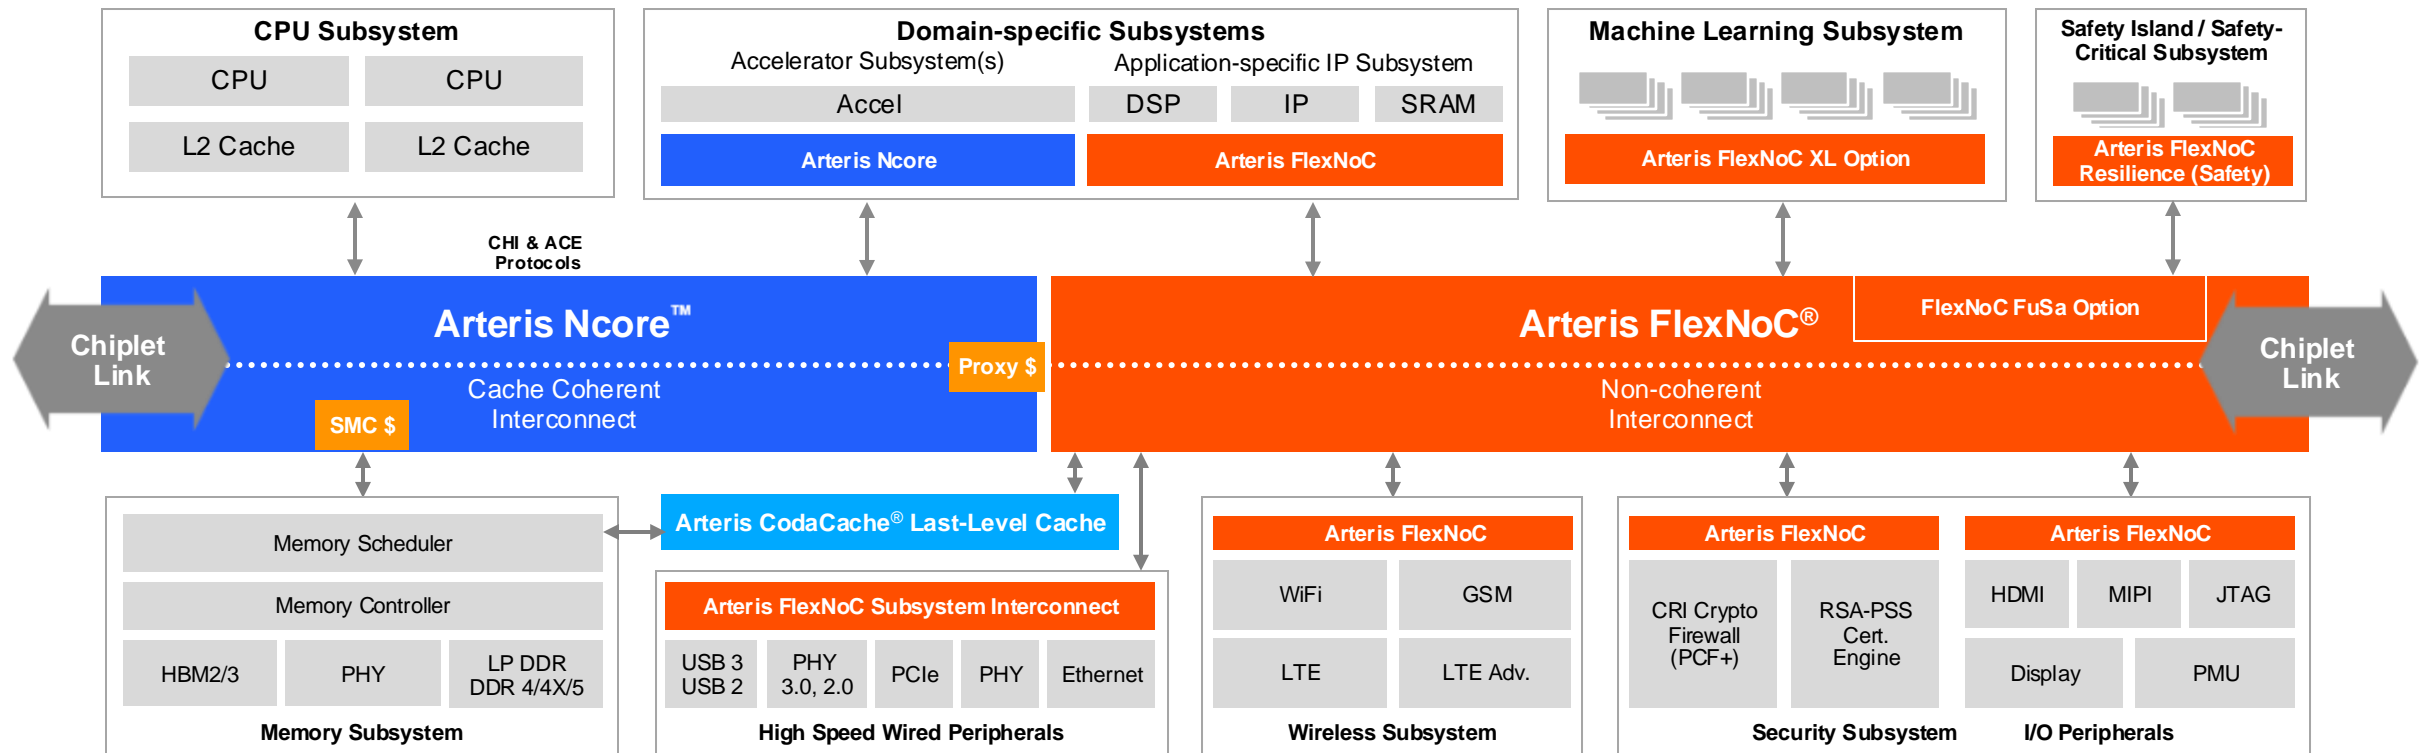 CPU Subsystem
CPU
CPU
L2 Cache
L2 Cache
Domain-specific Subsystems
Accelerator Subsystem(s)
Application-specific IP Subsystem
Accel
DSP
IP
SRAM
Arteris Ncore
Arteris FlexNoC
Machine Learning Subsystem
Arteris FlexNoC XL Option
Safety Island / Safety-
Critical Subsystem
Arteris FlexNoC
Resilience (Safety)
CHI & ACE
Protocols
Chiplet
Link
Arteris Ncore™
Cache Coherent
Interconnect
SMC $
Proxy $
Arteris FlexNoC®
FlexNoC FuSa Option
Non-coherent
Interconnect
Chiplet
Link
Memory Scheduler
Memory Controller
HBM2/3
PHY
LP DDR
DDR 4/4X/5
Memory Subsystem
Arteris CodaCache® Last-Level Cache
Arteris FlexNoC Subsystem Interconnect
USB 3
USB 2
PHY
3.0, 2.0
PCIe
PHY
Ethernet
High Speed Wired Peripherals
Arteris FlexNoC
WiFi
GSM
LTE
LTE Adv.
Wireless Subsystem
Arteris FlexNoC
CRI Crypto
Firewall
(PCF+)
RSA-PSS
Cert.
Engine
Security Subsystem
Arteris FlexNoC
HDMI
MIPI
JTAG
Display
PMU
I/O Peripherals